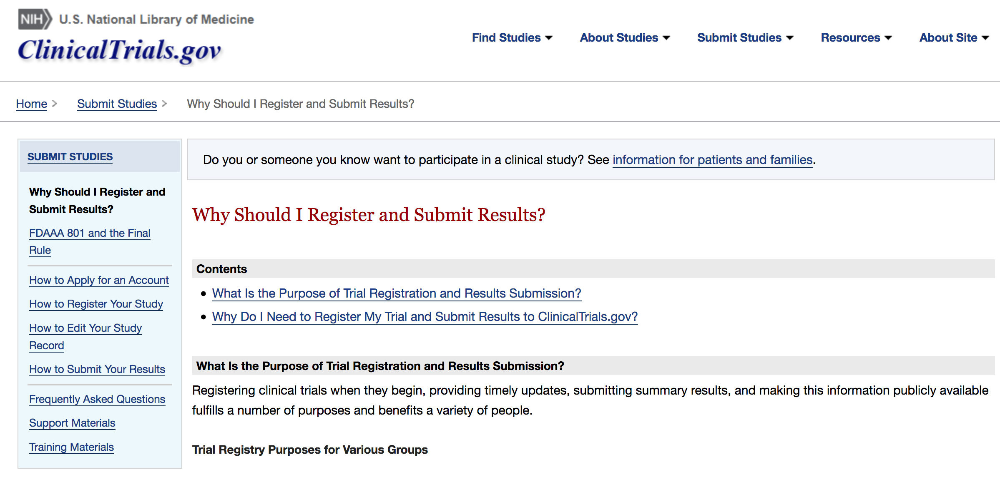 NIH U.S. National Library of Medicine
ClinicalTrials.gov
Find Studies About Studies Submit Studies Resources About Site
Home Submit Studies Why Should I Register and Submit Results?
SUBMIT STUDIES
Why Should I Register and
Submit Results?
FDAAA 801 and the Final
Rule
How to Apply for an Account
How to Register Your Study
How to Edit Your Study
Record
How to Submit Your Results
Frequently Asked Questions
Support Materials
Training Materials
Do you or someone you know want to participate in a clinical study? See information for patients and families.
Why Should I Register and Submit Results?
Contents
• What Is the Purpose of Trial Registration and Results Submission?
• Why Do I Need to Register My Trial and Submit Results to ClinicalTrials.gov?
What Is the Purpose of Trial Registration and Results Submission?
Registering clinical trials when they begin, providing timely updates, submitting summary results, and making this information publicly available
fulfills a number of purposes and benefits a variety of people.
Trial Registry Purposes for Various Groups